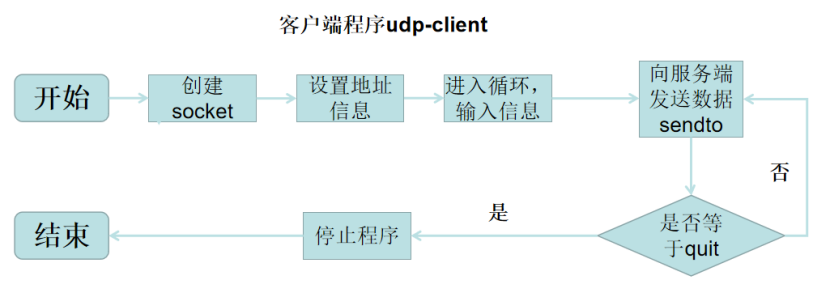 客户端程序udp-client
开始
创建
socket
设置地址
信息
进入循环，
输入信息
向服务端
发送数据
sendto
否
是否等
于quit
是
停止程序
结束